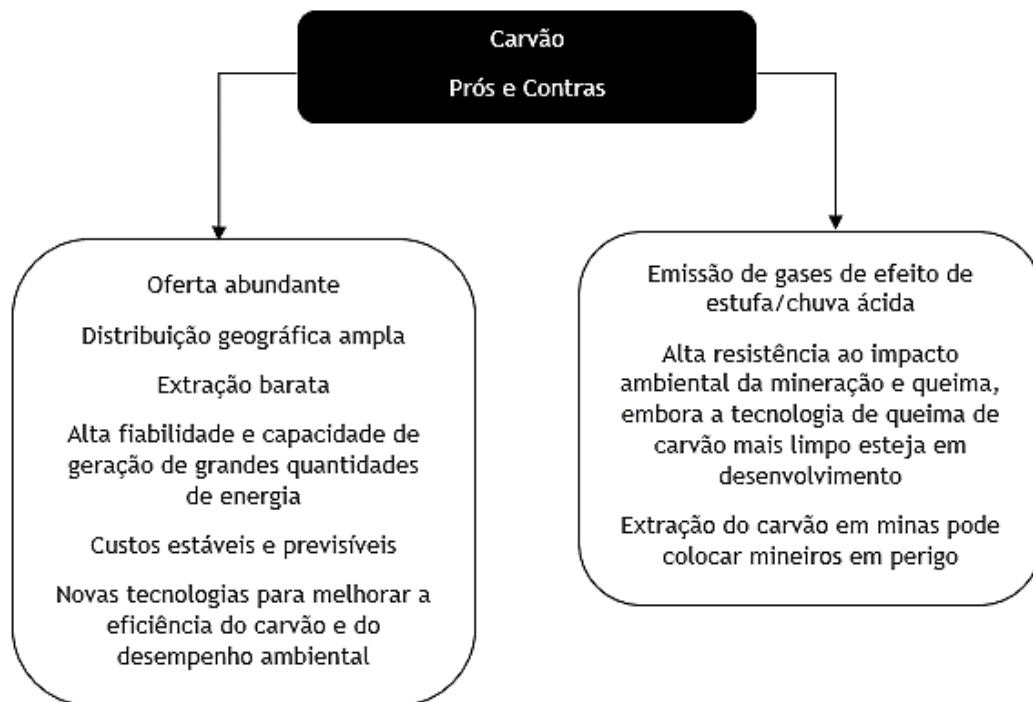 Carvão
Prós e Contras
Oferta abundante
Distribuição geográfica ampla
Extração barata
Alta fiabilidade e capacidade de
geração de grandes quantidades
de energia
Custos estáveis e previsíveis
Novas tecnologias para melhorar a
eficiência do carvão e do
desempenho ambiental
Emissão de gases de efeito de
estufa/chuva ácida
Alta resistência ao impacto
ambiental da mineração e queima,
embora a tecnologia de queima de
carvão mais limpo esteja em
desenvolvimento
Extração do carvão em minas pode
colocar mineiros em perigo